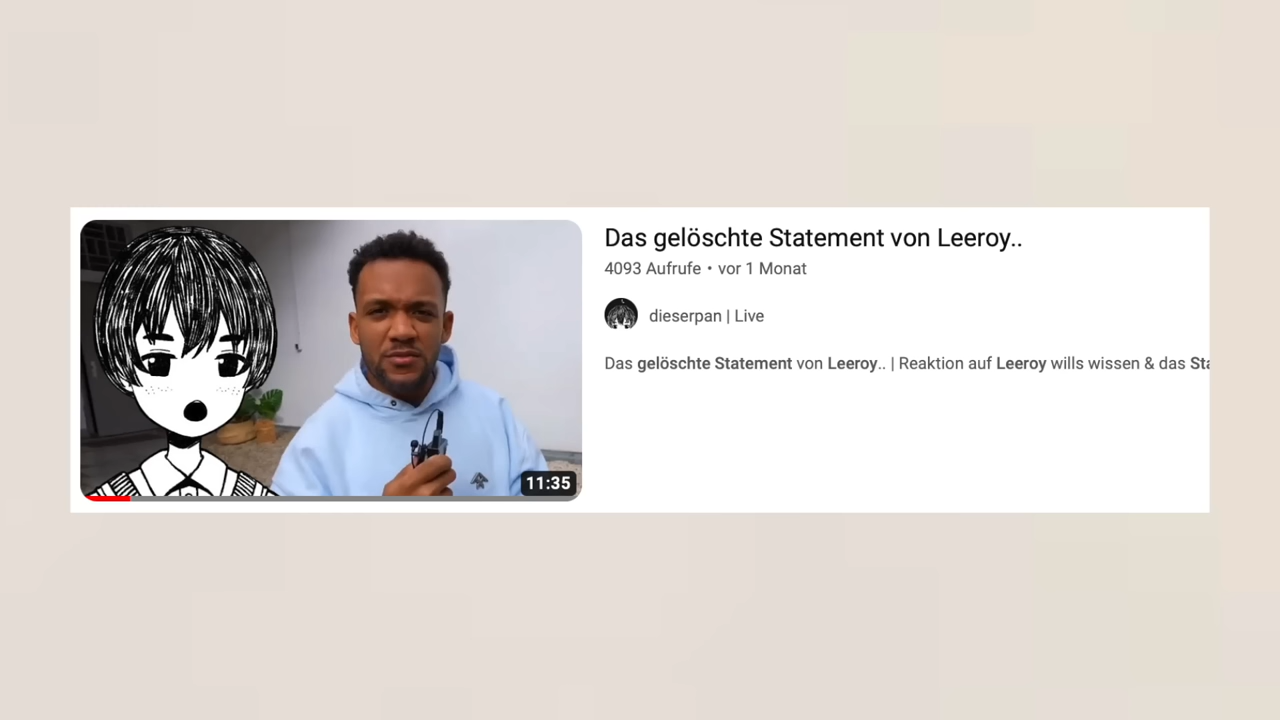 Das gelöschte Statement von Leeroy..
4093 Aufrufe • vor 1 Monat
dieserpan | Live
Das gelöschte Statement von Leeroy.. | Reaktion auf Leeroy wills wissen & das Sta
11:35